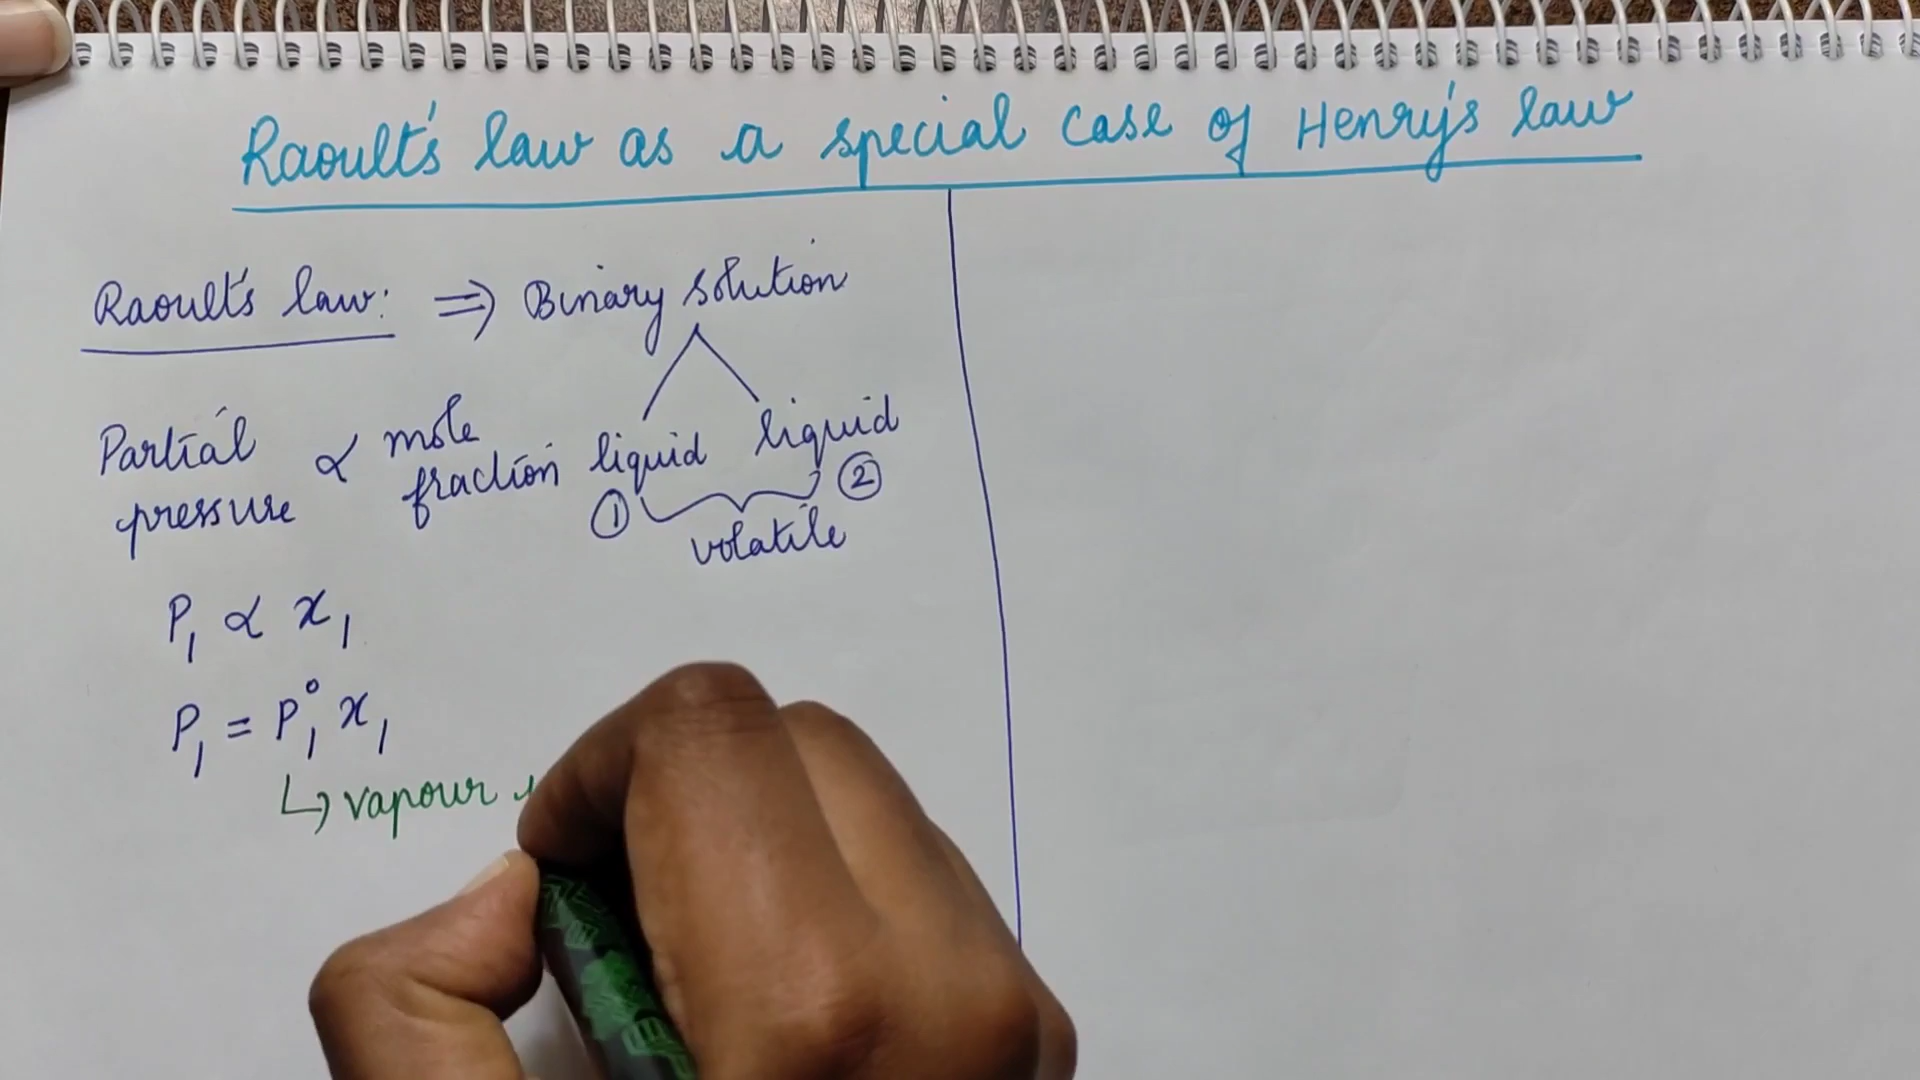 Raoult's law as a special case of Henry's law
Raoult's law: ⇒ Binary solution
Partial pressure ∝ mole fraction
liquid liquid
① ②
volatile
P₁ ∝ x₁
P₁ = P₁° x₁
↳ vapour